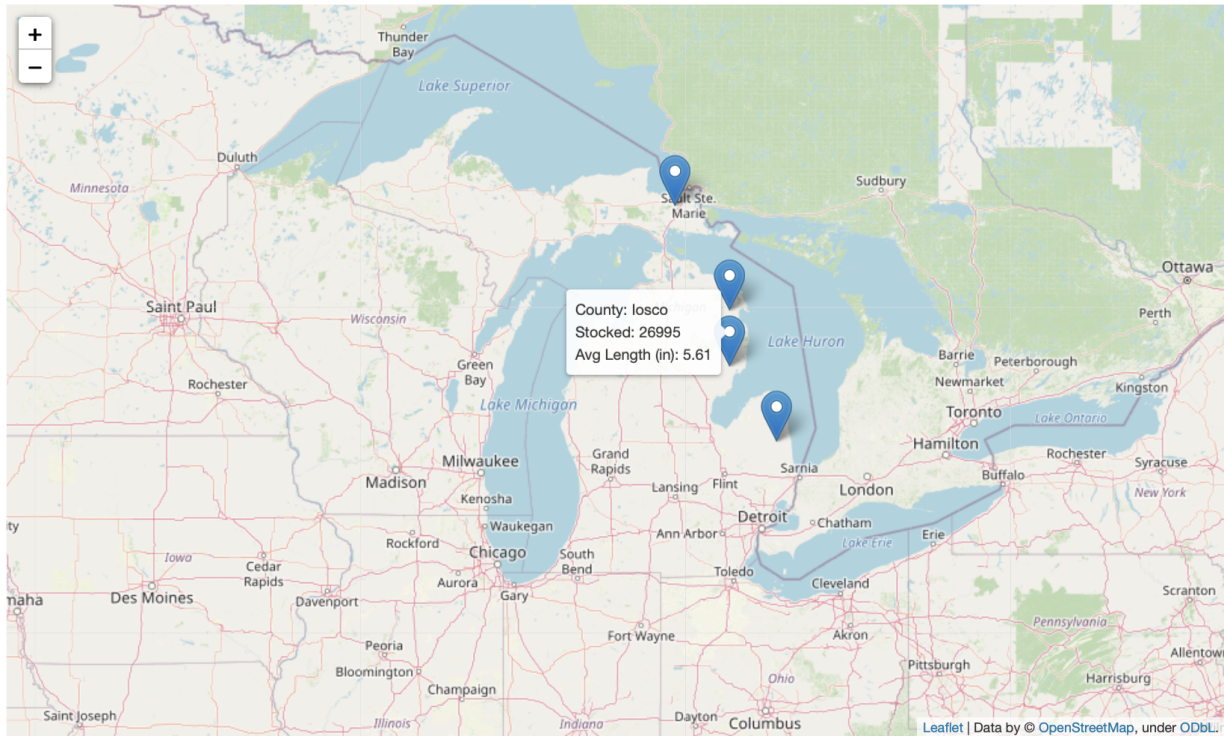 +
−
Thunder
Bay
Lake Superior
Duluth
Minnesota
Sault Ste.
Marie
Sudbury
Ottawa
Saint Paul
Wisconsin
County: Iosco
Stocked: 26995
Avg Length (in): 5.61
Lake Huron
Perth
Barrie
Peterborough
Green
Bay
Newmarket
Kingston
Rochester
Lake Michigan
Toronto
Lake Ontario
Hamilton
Milwaukee
Grand
Rapids
Sarnia
Rochester
Madison
Lansing
Flint
London
Buffalo
Syracuse
Kenosha
New York
Waukegan
Detroit
Chatham
Ann Arbor
Rockford
Lake Erie
Erie
Iowa
Chicago
South
Bend
Cedar
Rapids
Aurora
Toledo
Cleveland
Gary
Scranton
maha
Des Moines
Davenport
Fort Wayne
Akron
Pennsylvania
Peoria
Allentow
Bloomington
Pittsburgh
Harrisburg
Ohio
Champaign
Saint Joseph
Illinois
Indiana
Dayton
Columbus
Leaflet | Data by © OpenStreetMap, under ODbL.